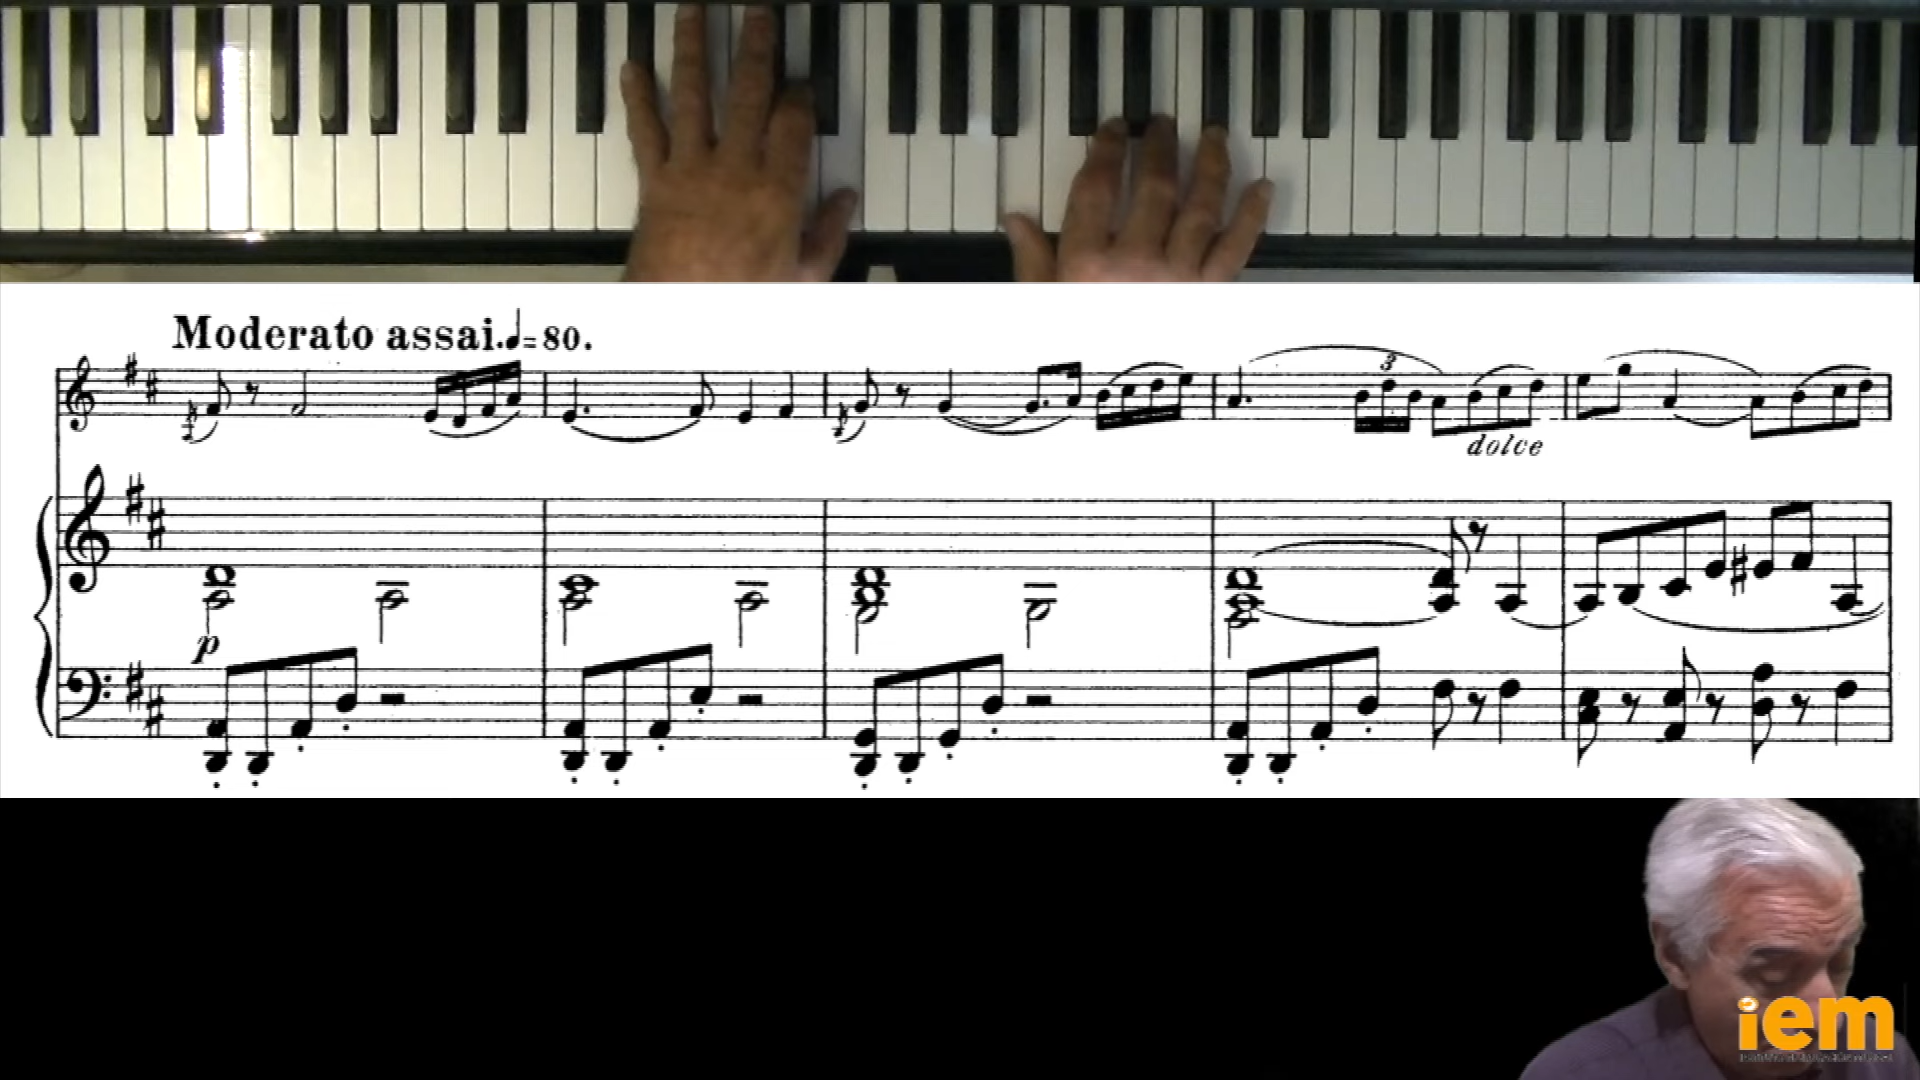 Moderato assai. ♩= 80.
3
dolce
p
iem